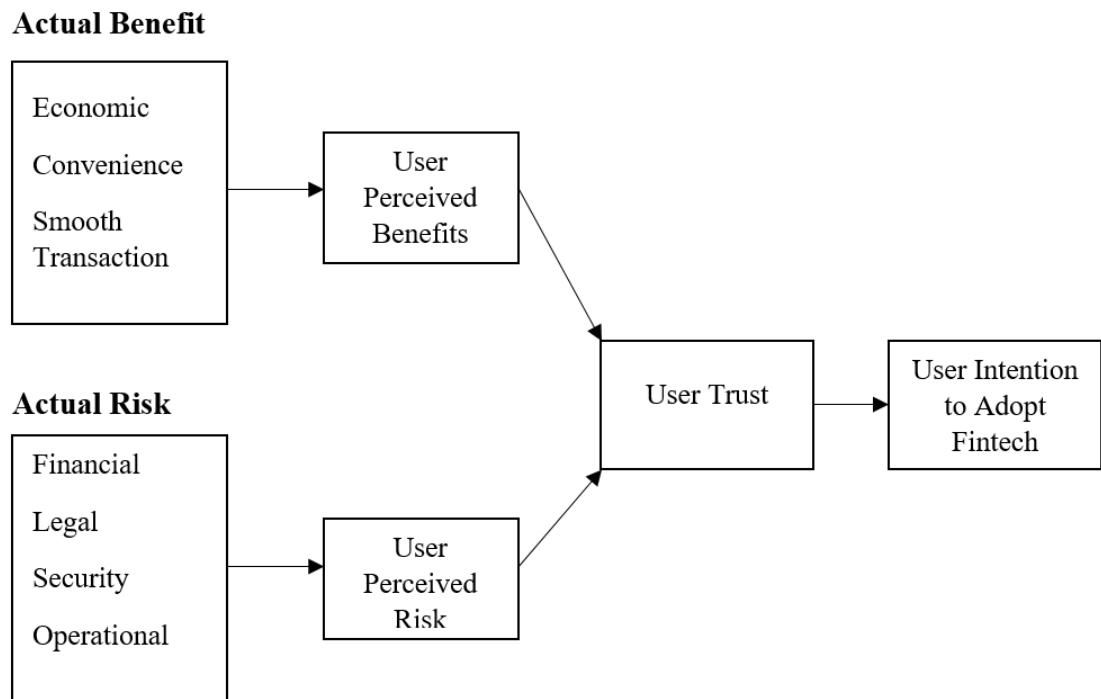 Actual Benefit
Economic
Convenience
Smooth
Transaction
User
Perceived
Benefits
User Trust
User Intention
to Adopt
Fintech
Actual Risk
Financial
Legal
Security
Operational
User
Perceived
Risk